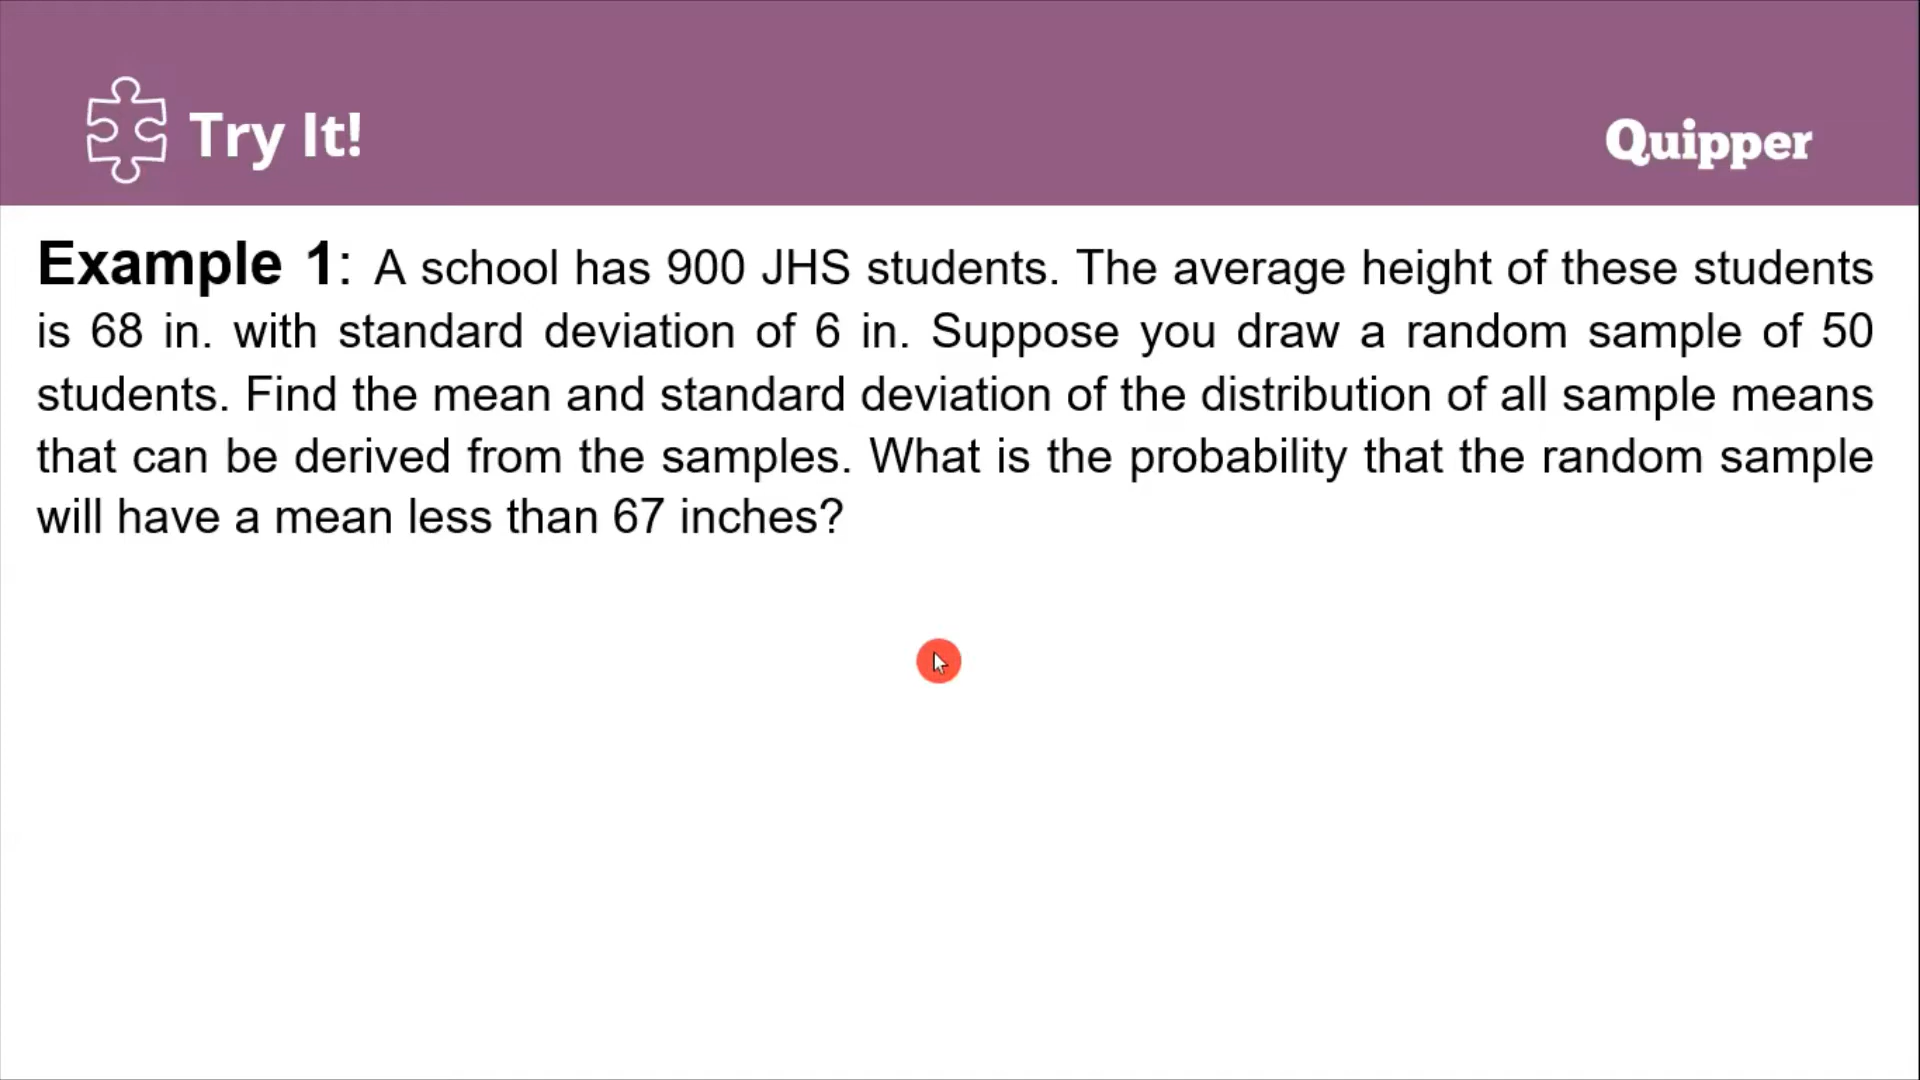 Try It!
Quipper
Example 1: A school has 900 JHS students. The average height of these students
is 68 in. with standard deviation of 6 in. Suppose you draw a random sample of 50
students. Find the mean and standard deviation of the distribution of all sample means
that can be derived from the samples. What is the probability that the random sample
will have a mean less than 67 inches?